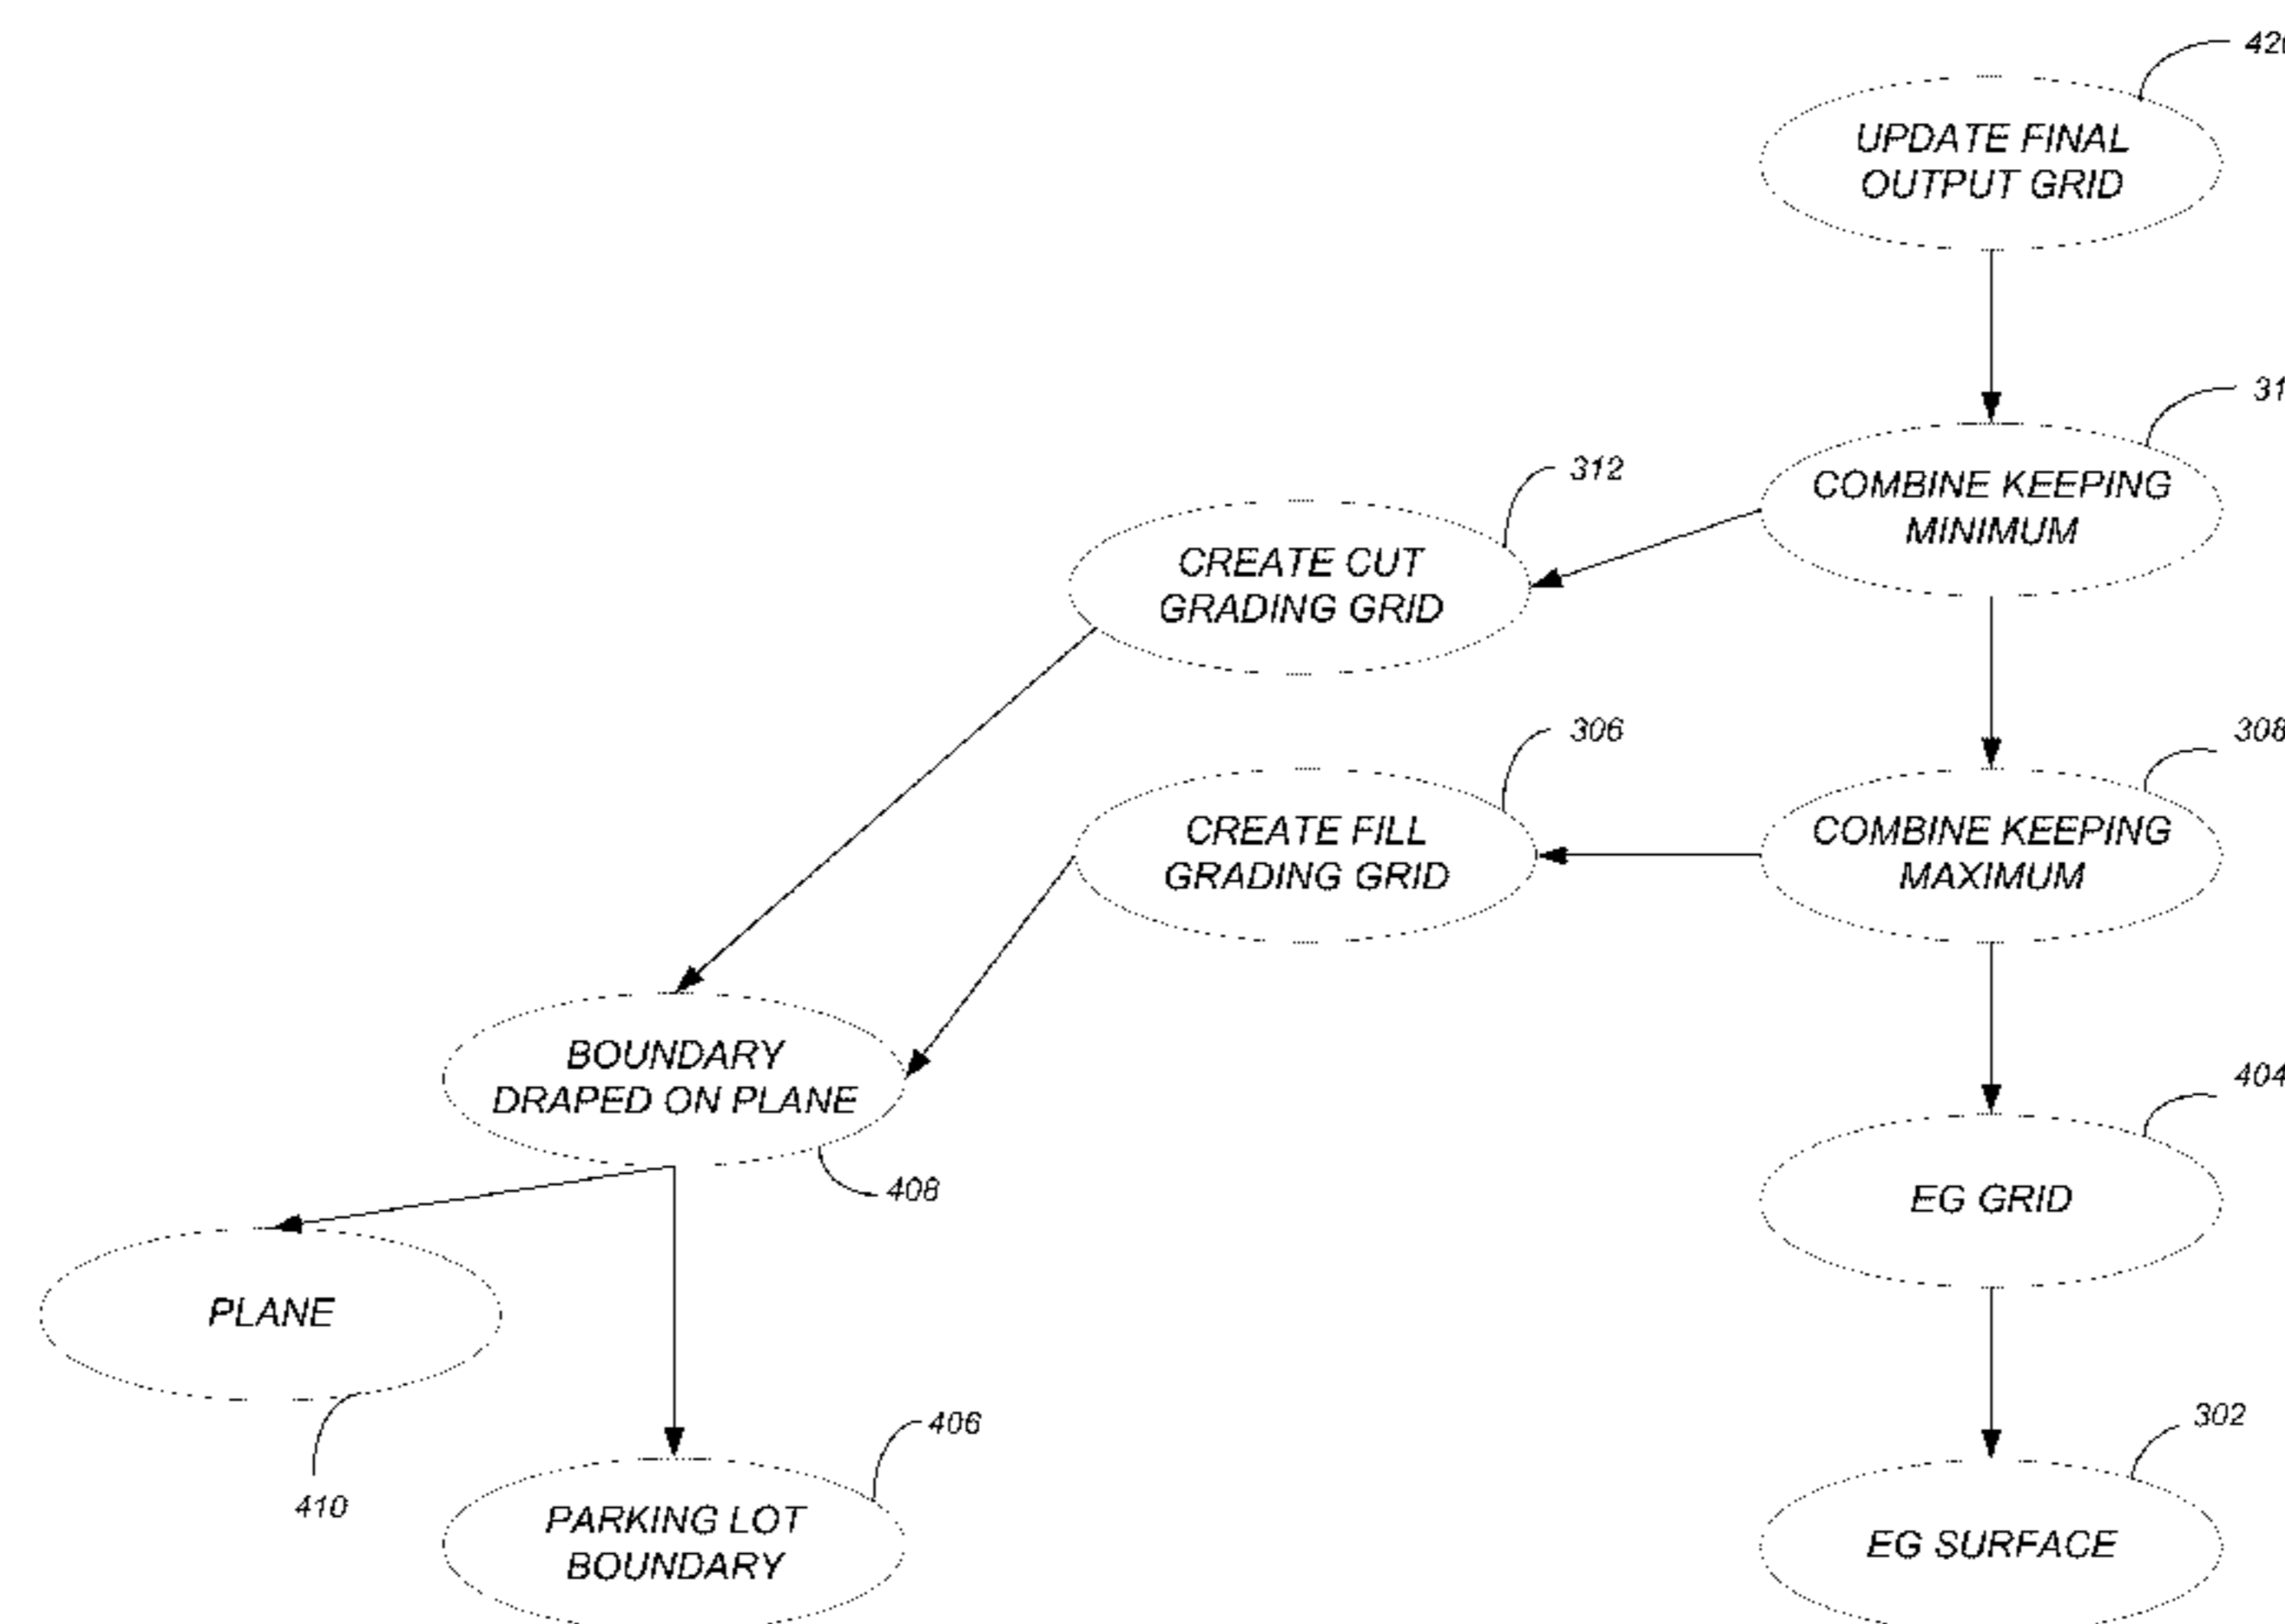 UPDATE FINAL
OUTPUT GRID
COMBINE KEEPING
MINIMUM
312
CREATE CUT
GRADING GRID
306
308
CREATE FILL
GRADING GRID
COMBINE KEEPING
MAXIMUM
BOUNDARY
DRAPED ON PLANE
408
404
EG GRID
PLANE
410
406
302
PARKING LOT
BOUNDARY
EG SURFACE